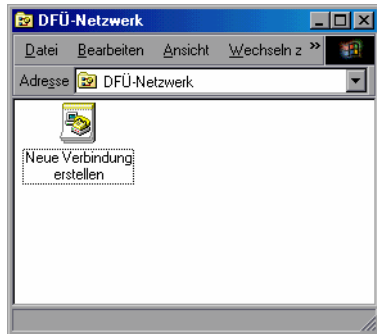 DFÜ-Netzwerk
Datei Bearbeiten Ansicht Wechseln z »
Adresse DFÜ-Netzwerk
Neue Verbindung
erstellen